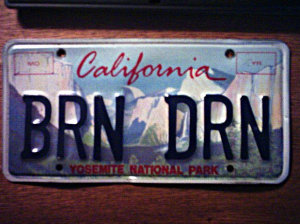 California
BRN DRN
YOSEMITE NATIONAL PARK